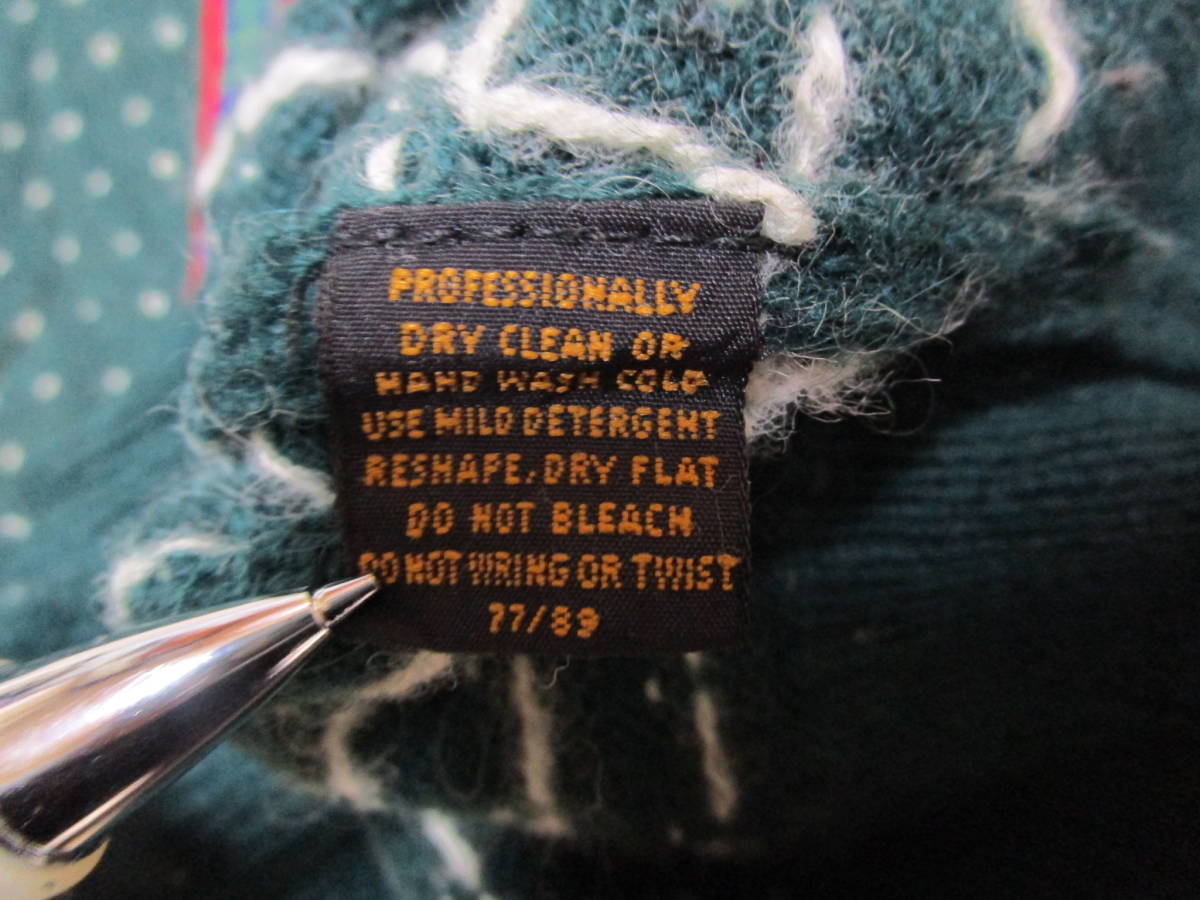 PROFESSIONALLY
DRY CLEAN OR
HAND WASH COLD
USE MILD DETERGENT
RESHAPE, DRY FLAT
DO NOT BLEACH
DO NOT WRING OR TWIST
77/89